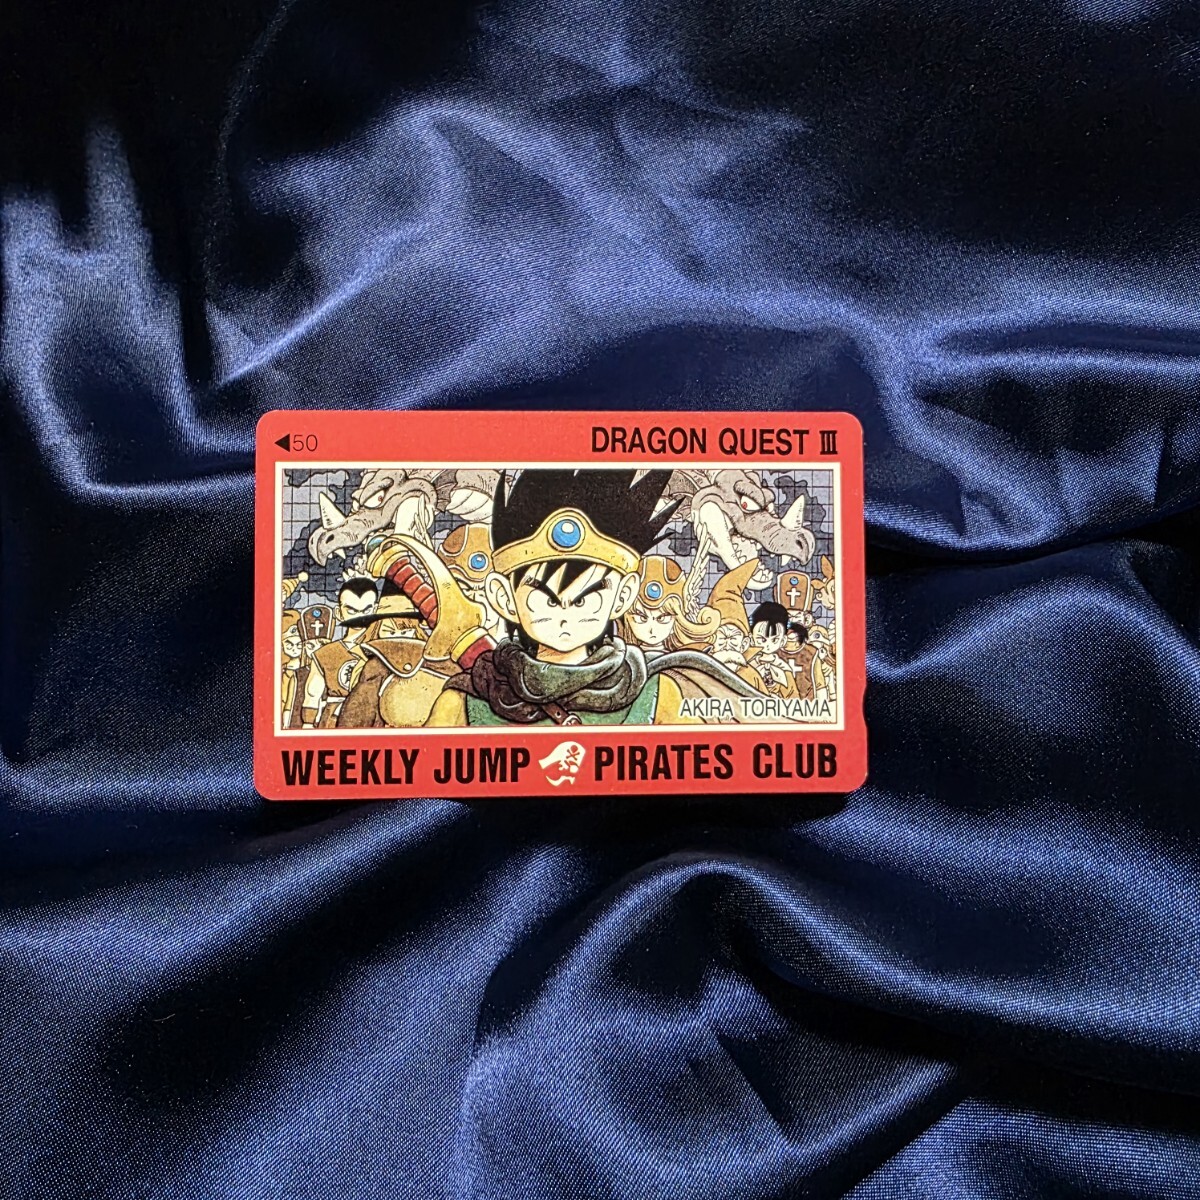 ◀50
DRAGON QUEST III
AKIRA TORIYAMA
WEEKLY JUMP PIRATES CLUB